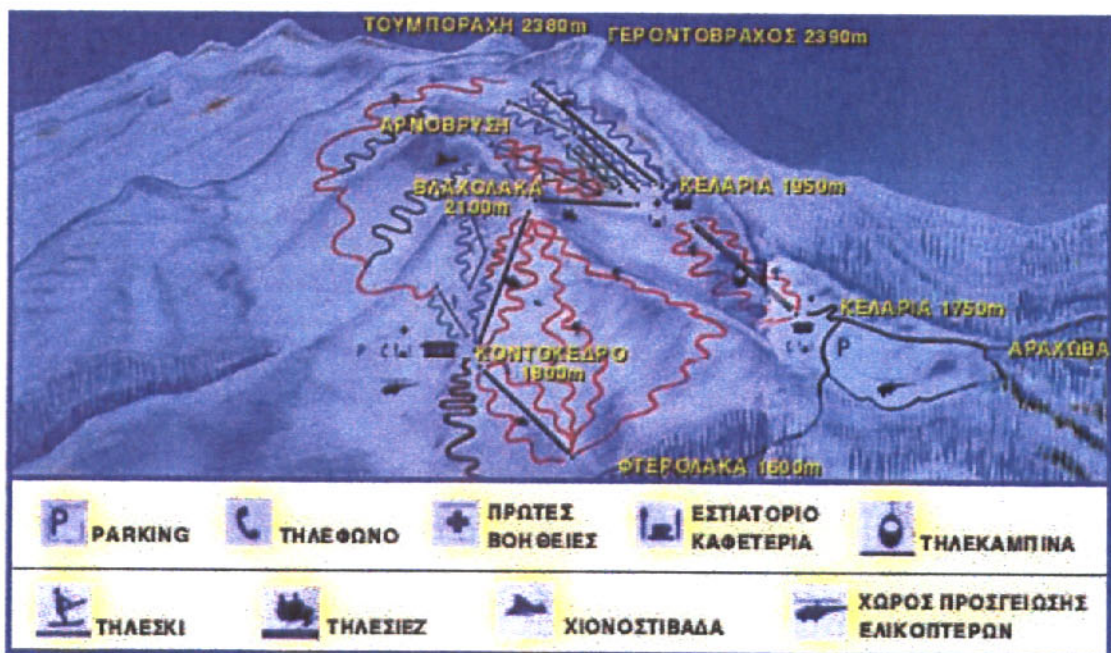 ΤΟΥΜΠΟΡΑΧΗ 2380m
ΓΕΡΟΝΤΟΒΡΑΧΟΣ 2390m
ΑΡΝΟΒΡΥΣΗ
ΒΛΑΧΟΛΑΚΑ
2100m
ΚΕΛΑΡΙΑ 1950m
ΚΕΛΑΡΙΑ 1750m
P
ΑΡΑΧΩΒΑ
P
ΚΟΝΤΟΚΕΔΡΟ
1800m
ΦΤΕΡΟΛΑΚΑ 1600m
P PARKING
ΤΗΛΕΦΩΝΟ
ΠΡΩΤΕΣ
ΒΟΗΘΕΙΕΣ
ΕΣΤΙΑΤΟΡΙΟ
ΚΑΦΕΤΕΡΙΑ
ΤΗΛΕΚΑΜΠΙΝΑ
ΤΗΛΕΣΚΙ
ΤΗΛΕΣΙΕΖ
ΧΙΟΝΟΣΤΙΒΑΔΑ
ΧΩΡΟΣ ΠΡΟΣΓΕΙΩΣΗΣ
ΕΛΙΚΟΠΤΕΡΩΝ